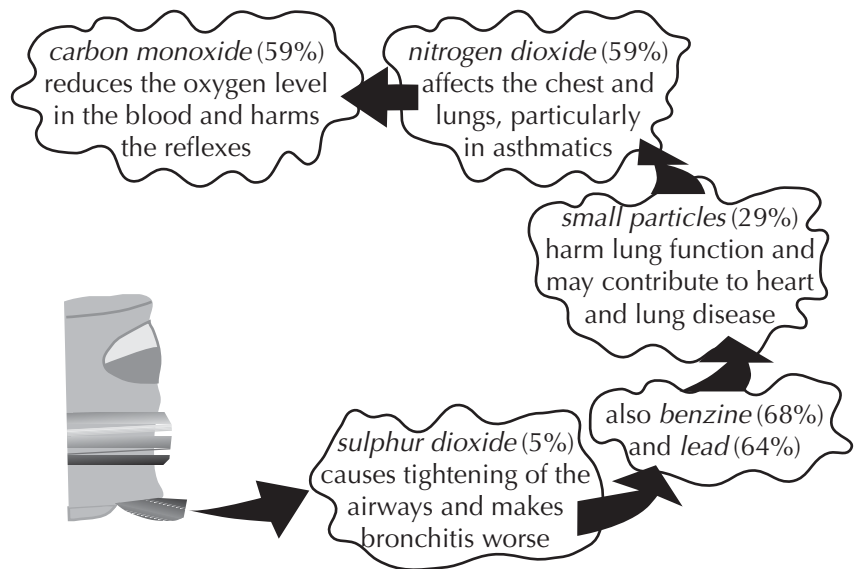 carbon monoxide (59%)
reduces the oxygen level
in the blood and harms
the reflexes
nitrogen dioxide (59%)
affects the chest and
lungs, particularly
in asthmatics
small particles (29%)
harm lung function and
may contribute to heart
and lung disease
also benzine (68%)
and lead (64%)
sulphur dioxide (5%)
causes tightening of the
airways and makes
bronchitis worse